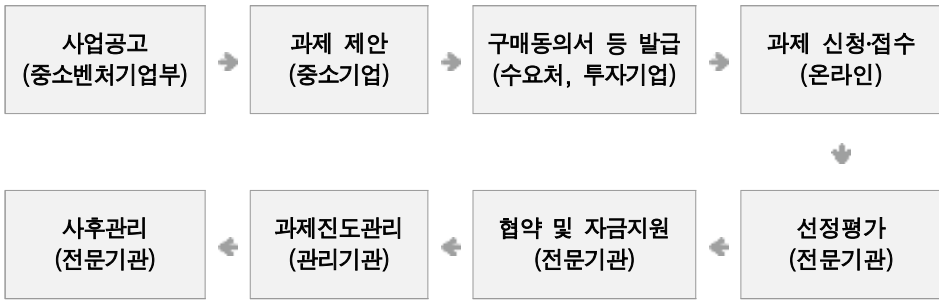 사업공고
(중소벤처기업부)
과제 제안
(중소기업)
구매동의서 등 발급
(수요처, 투자기업)
과제 신청·접수
(온라인)
선정평가
(전문기관)
협약 및 자금지원
(전문기관)
과제진도관리
(관리기관)
사후관리
(전문기관)